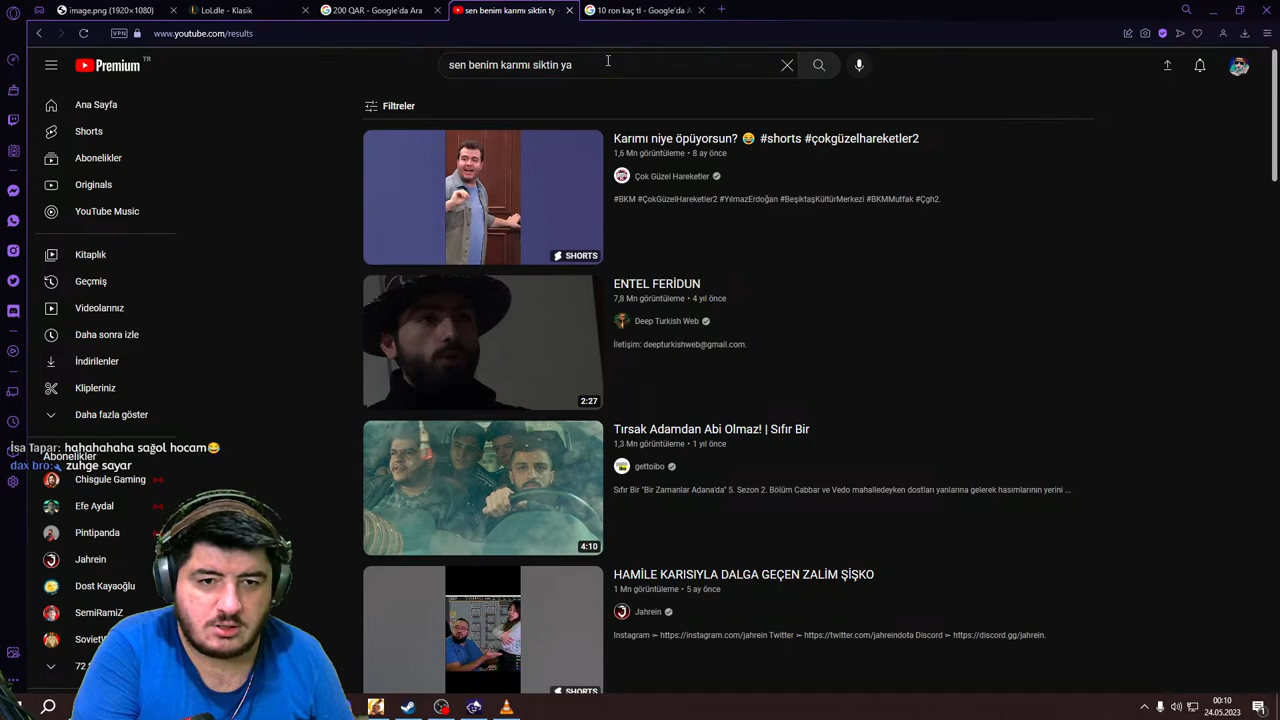 image.png (1920×1080)
LoLdle - Klasik
200 QAR - Google'da Ara
sen benim karımı siktin ty
10 ron kaç tl - Google'da A
VPN
www.youtube.com/results
Premium TR
sen benim karımı siktin ya
Ana Sayfa
Shorts
Abonelikler
Originals
YouTube Music
Kitaplık
Geçmiş
Videolarınız
Daha sonra izle
İndirilenler
Klipleriniz
Daha fazla göster
Abonelikler
İsa Tapar: hahahahaha sağol hocam😂
dax bro: zuhge sayar
Chisgule Gaming
Efe Aydal
Pintipanda
Jahrein
Dost Kayaoğlu
SemiRamiZ
Soviet
72
Filtreler
Karımı niye öpüyorsun? 😂 #shorts #çokgüzelhareketler2
1,6 Mn görüntüleme • 8 ay önce
Çok Güzel Hareketler
#BKM #ÇokGüzelHareketler2 #YılmazErdoğan #BeşiktaşKültürMerkezi #BKMMutfak #Çgh2.
SHORTS
ENTEL FERİDUN
7,8 Mn görüntüleme • 4 yıl önce
Deep Turkish Web
İletişim: deepturkishweb@gmail.com.
2:27
Tırsak Adamdan Abi Olmaz! | Sıfır Bir
1,3 Mn görüntüleme • 1 yıl önce
gettoibo
Sıfır Bir "Bir Zamanlar Adana'da" 5. Sezon 2. Bölüm Cabbar ve Vedo mahalledeyken dostları yanlarına gelerek hasımlarının yerini ...
4:10
HAMİLE KARISIYLA DALGA GEÇEN ZALİM ŞİŞKO
1 Mn görüntüleme • 5 ay önce
Jahrein
Instagram ➣ https://instagram.com/jahrein Twitter ➣ https://twitter.com/jahreindota Discord ➣ https://discord.gg/jahrein.
SHORTS
00:10
24.05.2023